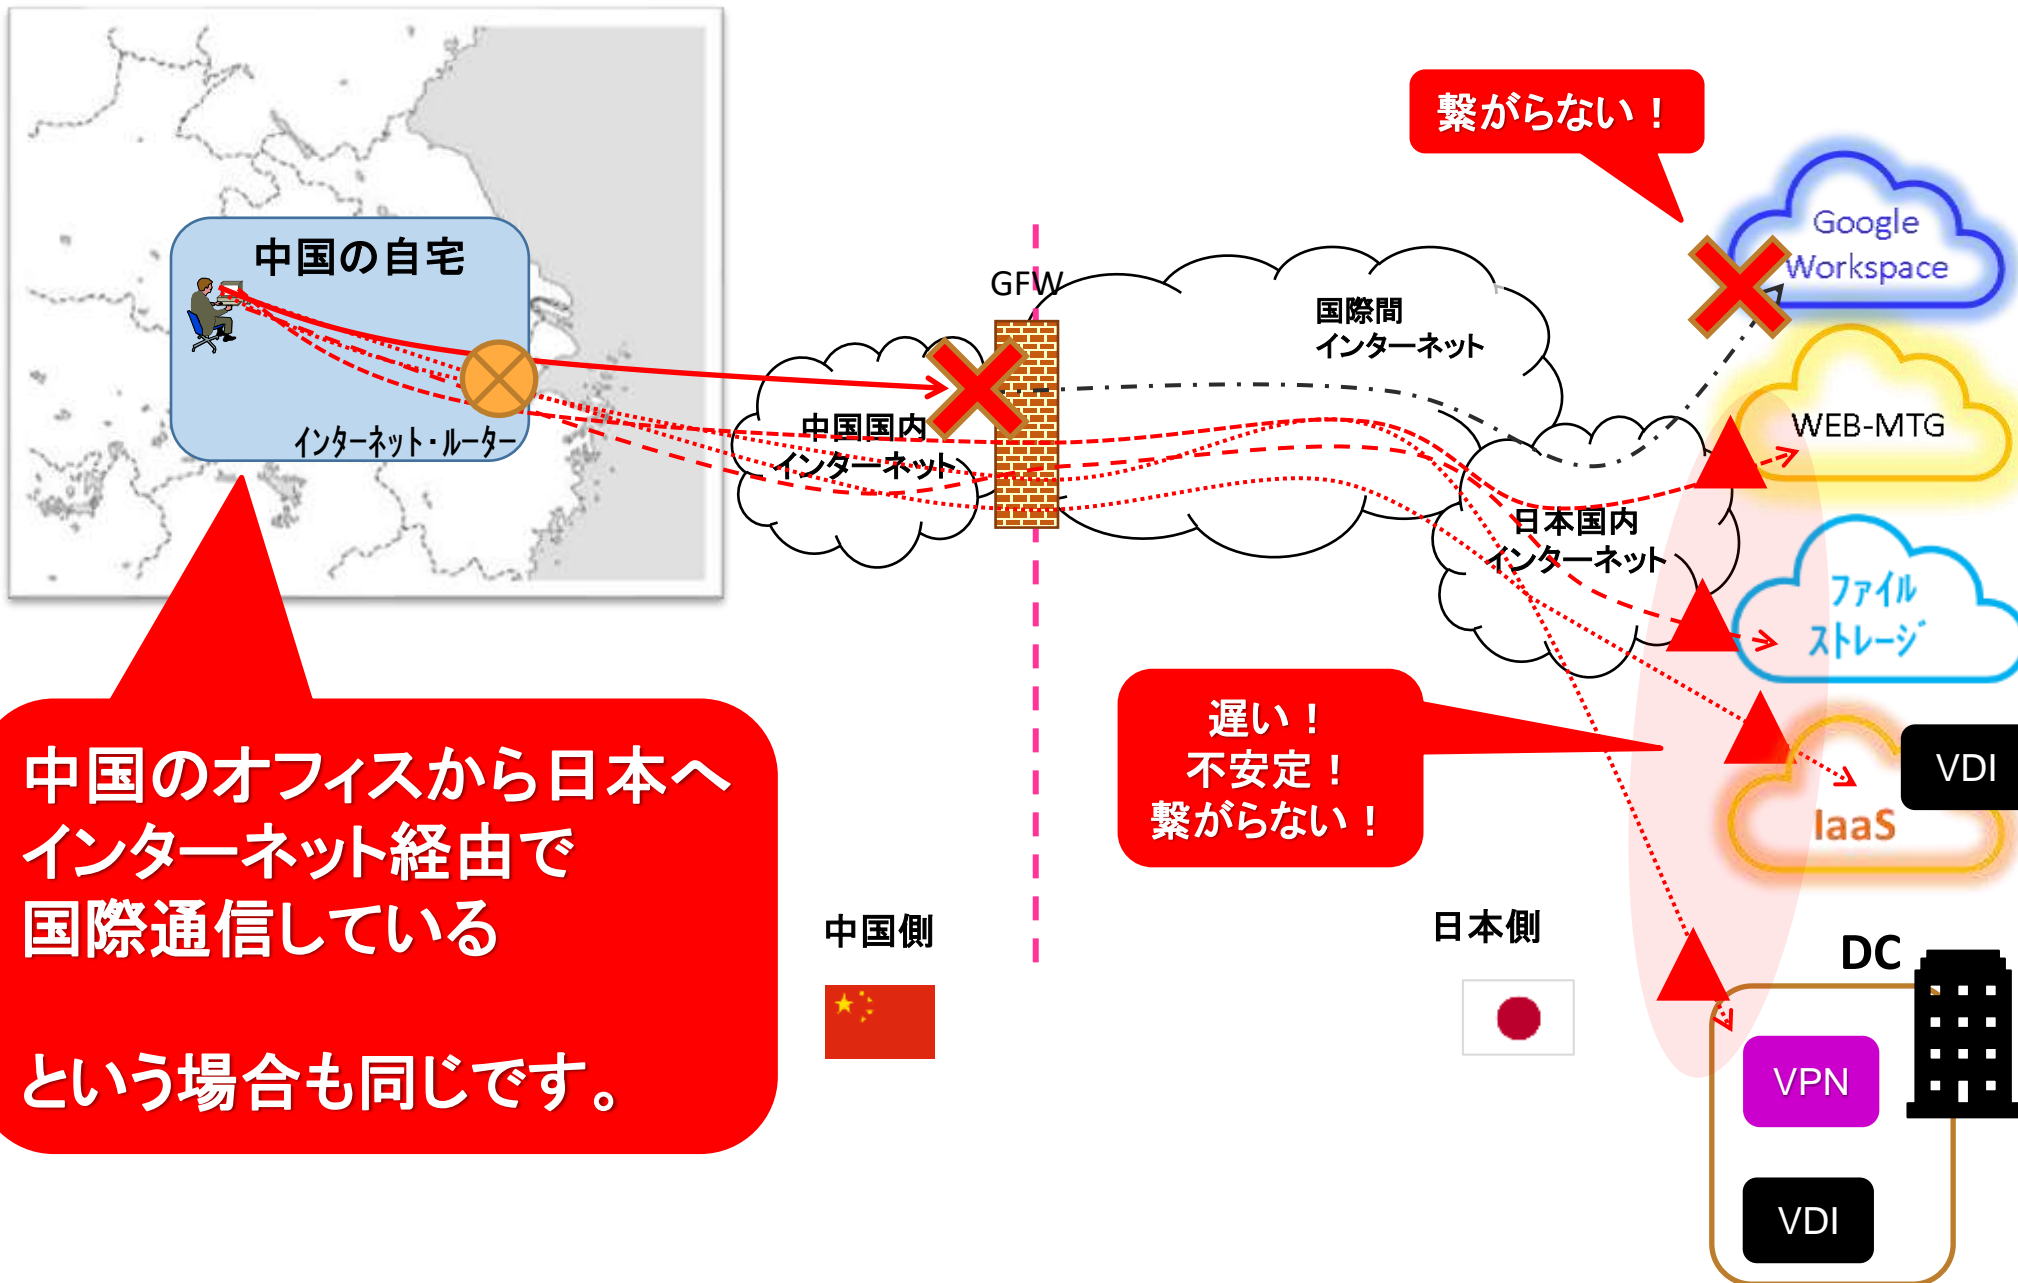 繋がらない！
Google
Workspace
中国の自宅
GFW
国際間
インターネット
WEB-MTG
中国国内
インターネット
インターネット・ルーター
日本国内
インターネット
ファイル
ストレージ
遅い！
不安定！
繋がらない！
VDI
IaaS
中国のオフィスから日本へ
インターネット経由で
国際通信している
という場合も同じです。
中国側
日本側
DC
VPN
VDI